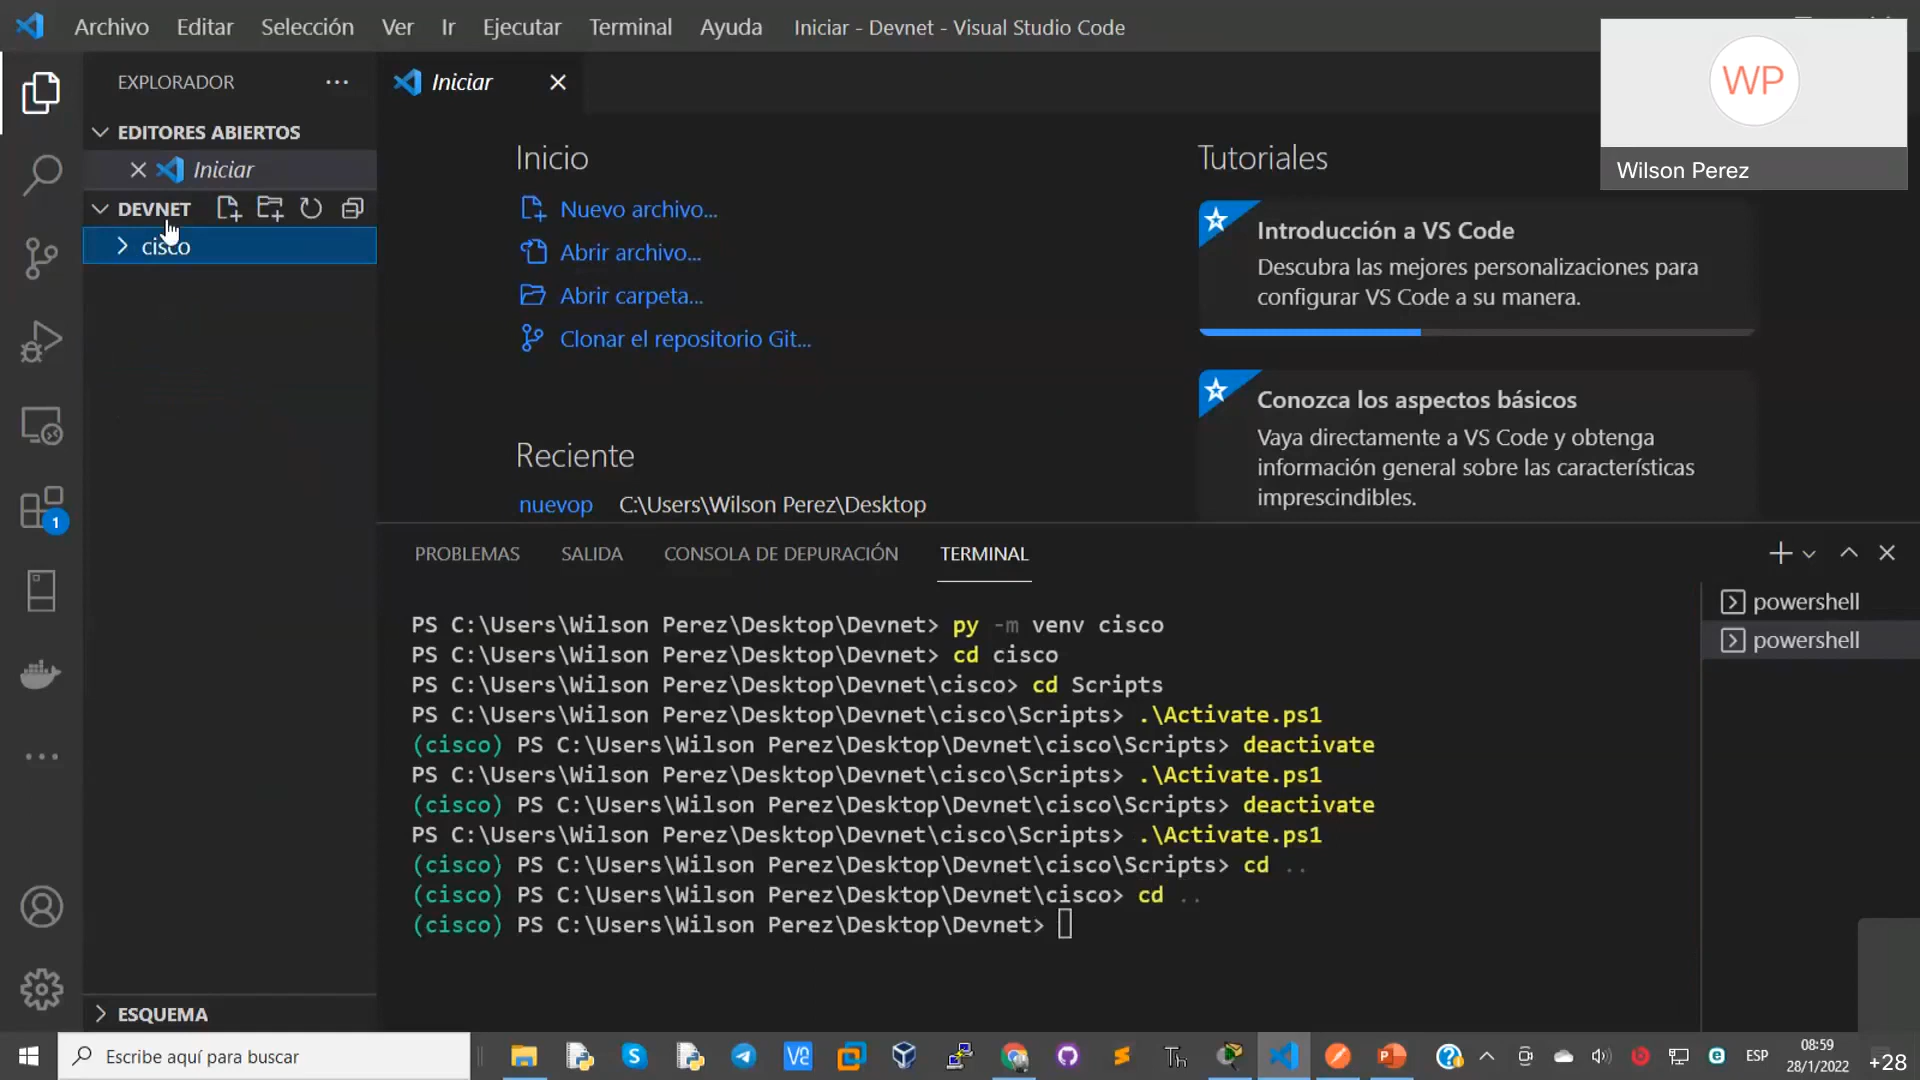 Archivo Editar Selección Ver Ir Ejecutar Terminal Ayuda Iniciar - Devnet - Visual Studio Code
WP
Wilson Perez
EXPLORADOR
Iniciar
EDITORES ABIERTOS
Iniciar
DEVNET
cisco
1
ESQUEMA
Inicio
Nuevo archivo...
Abrir archivo...
Abrir carpeta...
Clonar el repositorio Git...
Reciente
nuevop C:\Users\Wilson Perez\Desktop
Tutoriales
Introducción a VS Code
Descubra las mejores personalizaciones para
configurar VS Code a su manera.
Conozca los aspectos básicos
Vaya directamente a VS Code y obtenga
información general sobre las características
imprescindibles.
PROBLEMAS SALIDA CONSOLA DE DEPURACIÓN TERMINAL
PS C:\Users\Wilson Perez\Desktop\Devnet> py -m venv cisco
PS C:\Users\Wilson Perez\Desktop\Devnet> cd cisco
PS C:\Users\Wilson Perez\Desktop\Devnet\cisco> cd Scripts
PS C:\Users\Wilson Perez\Desktop\Devnet\cisco\Scripts> .\Activate.ps1
(cisco) PS C:\Users\Wilson Perez\Desktop\Devnet\cisco\Scripts> deactivate
PS C:\Users\Wilson Perez\Desktop\Devnet\cisco\Scripts> .\Activate.ps1
(cisco) PS C:\Users\Wilson Perez\Desktop\Devnet\cisco\Scripts> deactivate
PS C:\Users\Wilson Perez\Desktop\Devnet\cisco\Scripts> .\Activate.ps1
(cisco) PS C:\Users\Wilson Perez\Desktop\Devnet\cisco\Scripts> cd ..
(cisco) PS C:\Users\Wilson Perez\Desktop\Devnet\cisco> cd ..
(cisco) PS C:\Users\Wilson Perez\Desktop\Devnet>
powershell
powershell
Escribe aquí para buscar
ESP
08:59
28/1/2022
+28